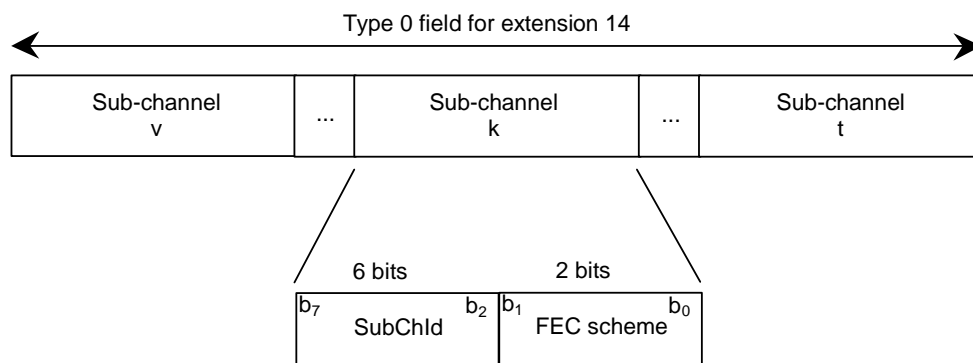 Type 0 field for extension 14
Sub-channel
v
...
Sub-channel
k
...
Sub-channel
t
6 bits
2 bits
b7
SubChId
b2
b1
FEC scheme
b0